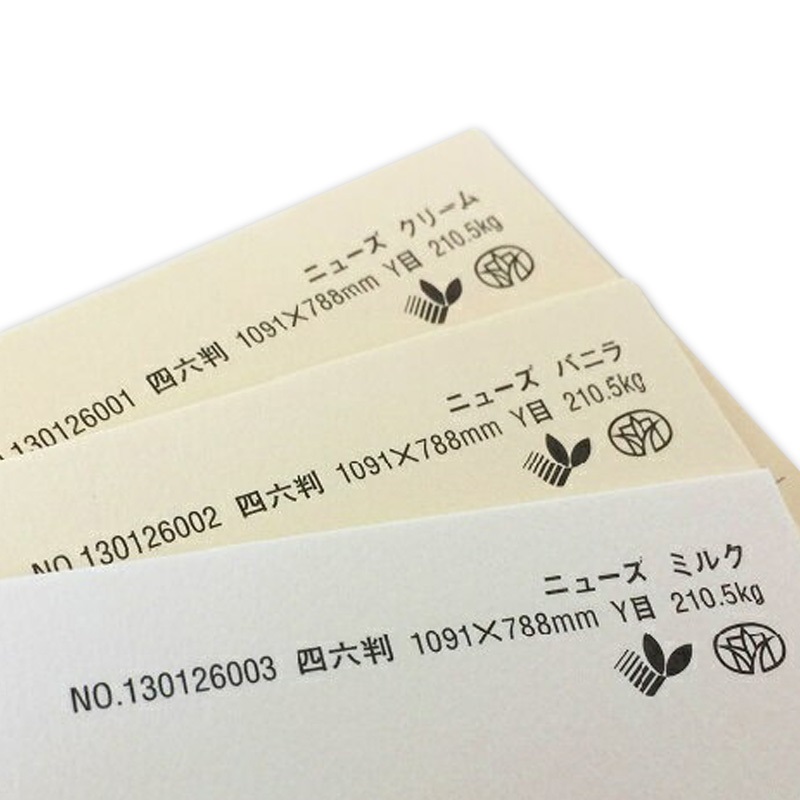 ニューズ クリーム
.130126001 四六判 1091×788mm Y目 210.5kg
ニューズ バニラ
NO.130126002 四六判 1091×788mm Y目 210.5kg
ニューズ ミルク
NO.130126003 四六判 1091×788mm Y目 210.5kg